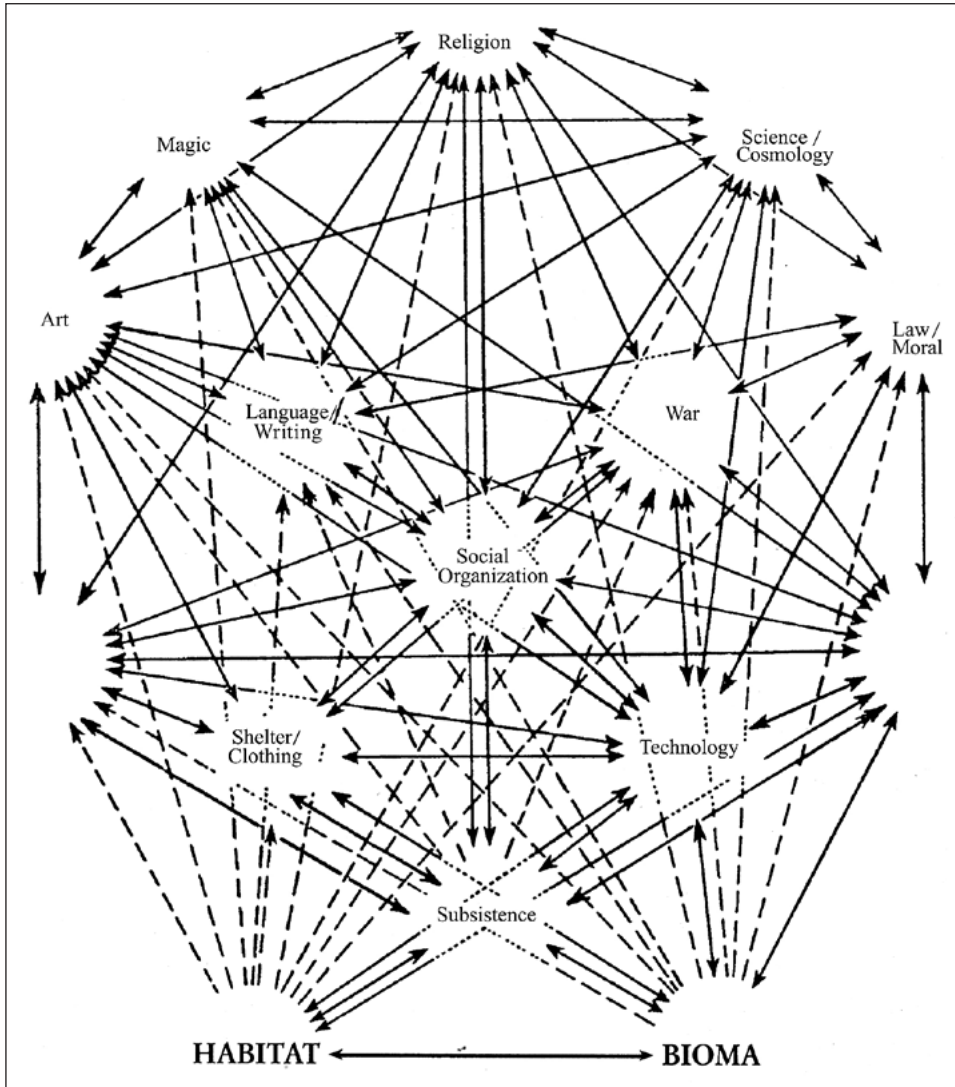 Religion
Magic
Science /
Cosmology
Art
Law/
Moral
Language/
Writing
War
Social
Organization
Shelter/
Clothing
Technology
Subsistence
HABITAT
BIOMA